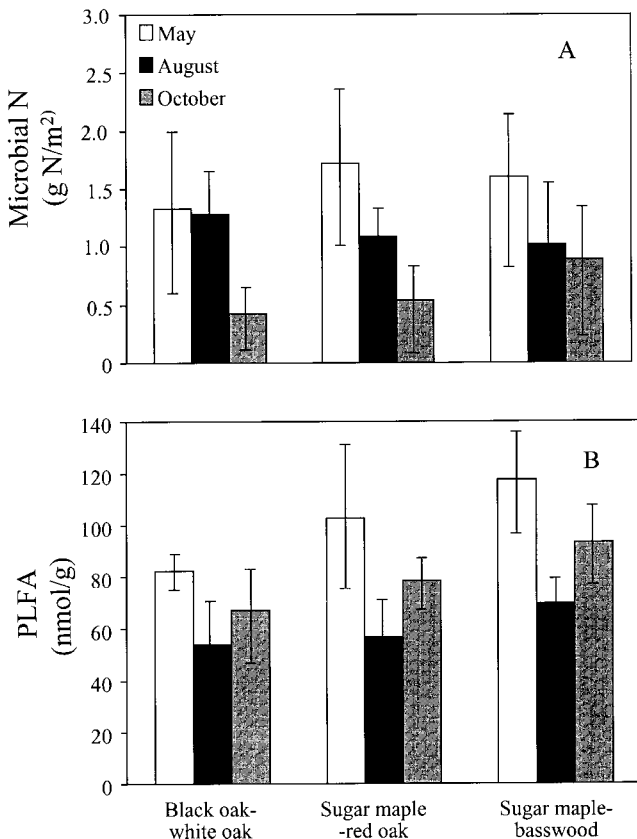 3.0
2.5
2.0
1.5
1.0
0.5
0
Microbial N
(g N/m²)
May
August
October
A
140
120
100
80
60
40
20
0
PLFA
(nmol/g)
B
Black oak-
white oak
Sugar maple
-red oak
Sugar maple-
basswood